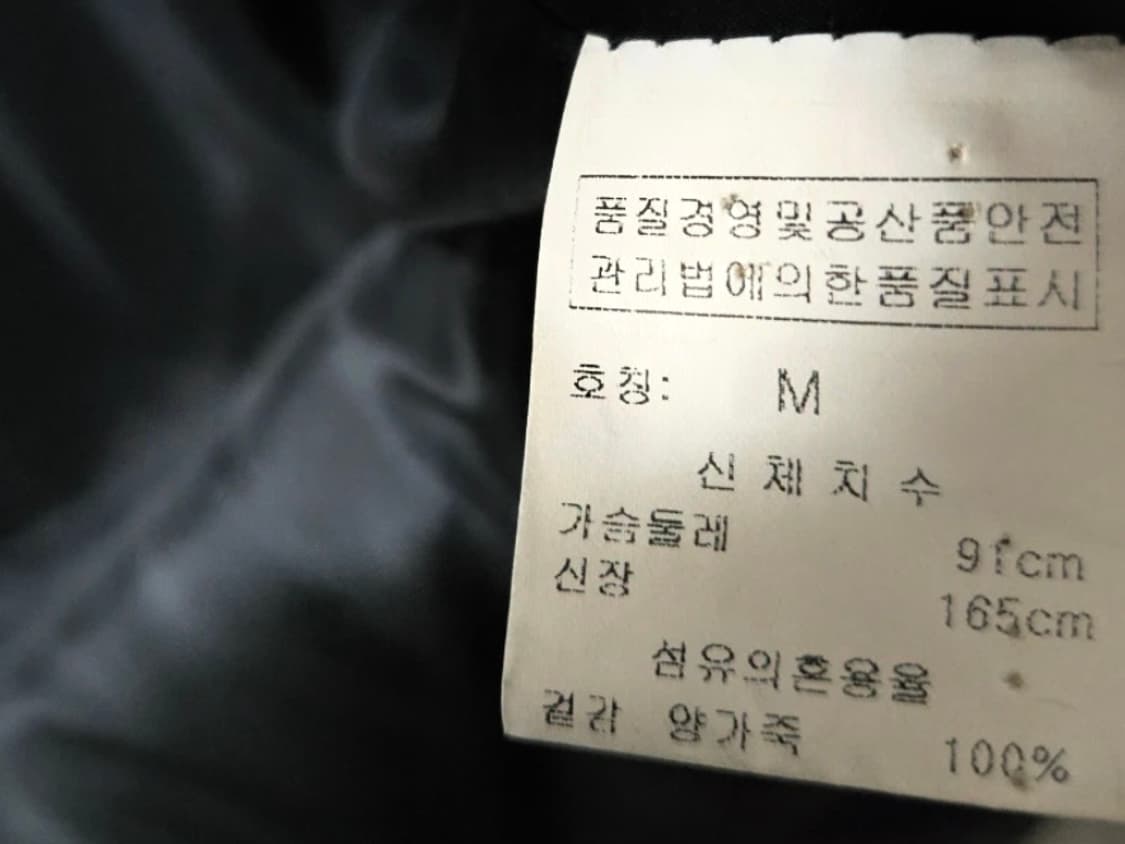 품질경영및공산품안전
관리법에의한품질표시
호칭: M
신체치수
가슴둘레 91cm
신장 165cm
섬유의혼용율
겉감 양가죽 100%